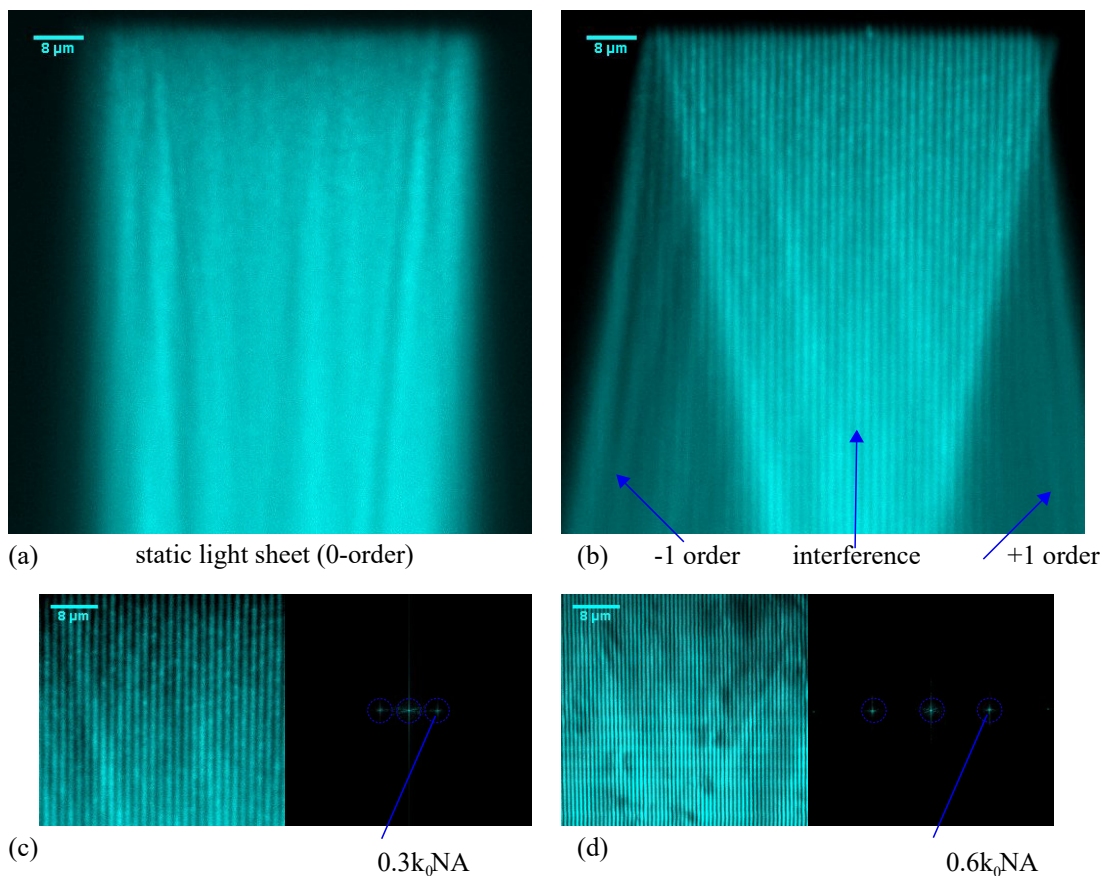 8 µm
8 µm
(a) static light sheet (0-order)
(b) -1 order interference +1 order
8 µm
8 µm
(c)
0.3k₀NA
(d)
0.6k₀NA